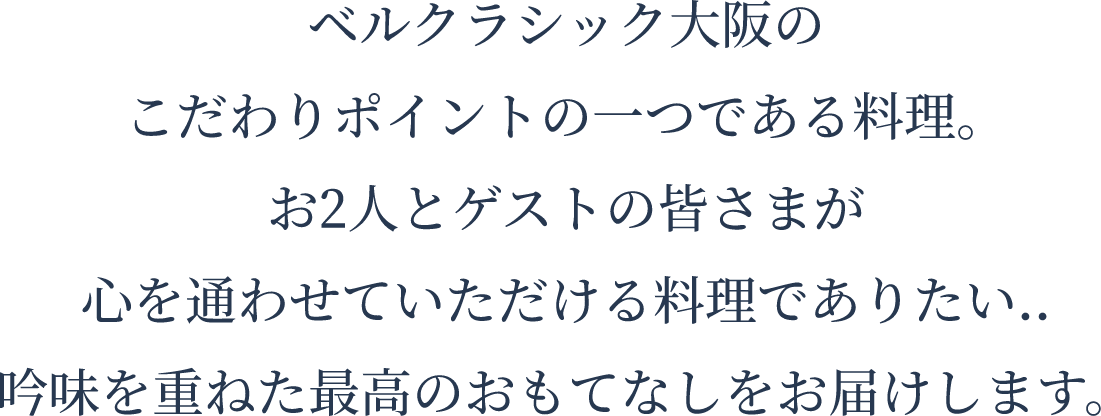 ベルクラシック大阪の
こだわりポイントの一つである料理。
お2人とゲストの皆さまが
心を通わせていただける料理でありたい..
吟味を重ねた最高のおもてなしをお届けします。